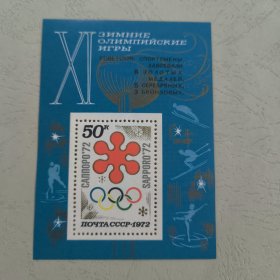 XI
ЗИМНИЕ
ОЛИМПИЙСКИЕ
ИГРЫ
СОВЕТСКИЕ СПОРТСМЕНЫ
ЗАВОЕВАЛИ
8 ЗОЛОТЫХ
МЕДАЛЕЙ
5 СЕРЕБРЯНЫХ,
3 БРОНЗОВЫХ
50К
САППОРО'72
SAPPORO'72
ПОЧТА СССР·1972